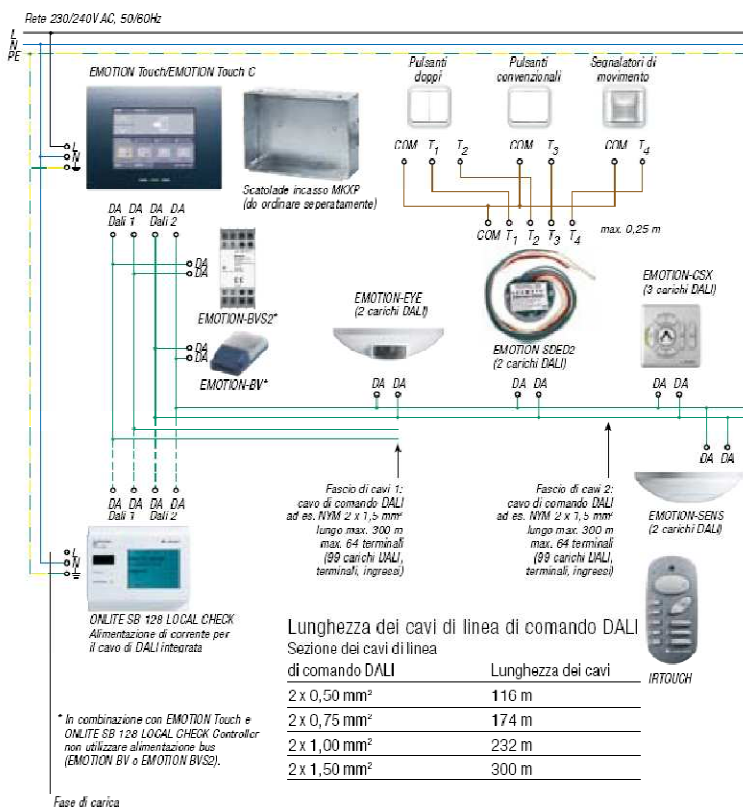 Rete 230/240V AC, 50/60Hz
L
N
PE
EMOTION Touch/EMOTION Touch C
Pulsanti
doppi
Pulsanti
convenzionali
Segnalatori di
movimento
L
N
Scatolade incasso MKXP
(do ordinare seperatamente)
COM T1 T2 COM T3 COM T4
DA DA DA DA
Dali 1 Dali 2
COM T1 T2 T3 T4
max. 0,25 m
DA
DA
EMOTION-BVS2*
EMOTION-EYE
(2 carichi DALI)
EMOTION-CSX
(3 carichi DALI)
EMOTION SDED2
(2 carichi DALI)
DA
DA
EMOTION-BV*
DA DA
DA DA
DA DA
DA DA
DA DA DA DA
Dali 1 Dali 2
Fascio di cavi 1:
cavo di comando DALI
ad es. NYM 2 x 1,5 mm²
lungo max. 300 m
max. 64 terminali
(99 carichi DALI,
terminali, ingressi)
Fascio di cavi 2:
cavo di comando DALI
ad es. NYM 2 x 1,5 mm²
lungo max. 300 m
max. 64 terminali
(99 carichi DALI,
terminali, ingressi)
EMOTION-SENS
(2 carichi DALI)
L
N
ONLITE SB 128 LOCAL CHECK
Alimentazione di corrente per
il cavo di DALI integrata
Lunghezza dei cavi di linea di comando DALI
Sezione dei cavi di linea
di comando DALI Lunghezza dei cavi
2 x 0,50 mm² 116 m
2 x 0,75 mm² 174 m
2 x 1,00 mm² 232 m
2 x 1,50 mm² 300 m
IRTOUCH
* In combinazione con EMOTION Touch e
ONLITE SB 128 LOCAL CHECK Controller
non utilizzare alimentazione bus
(EMOTION BV o EMOTION BVS2).
Fase di carica